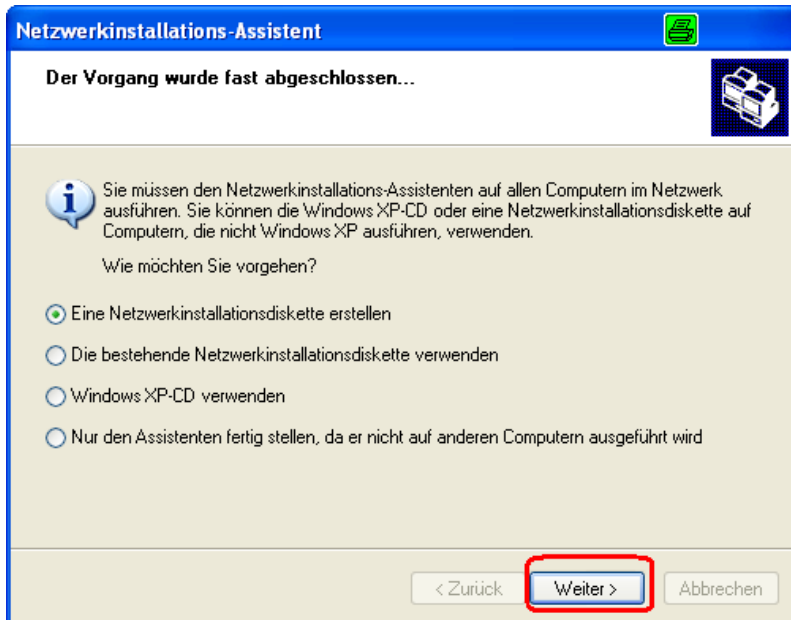 Netzwerkinstallations-Assistent
Der Vorgang wurde fast abgeschlossen...
Sie müssen den Netzwerkinstallations-Assistenten auf allen Computern im Netzwerk
ausführen. Sie können die Windows XP-CD oder eine Netzwerkinstallationsdiskette auf
Computern, die nicht Windows XP ausführen, verwenden.
Wie möchten Sie vorgehen?
Eine Netzwerkinstallationsdiskette erstellen
Die bestehende Netzwerkinstallationsdiskette verwenden
Windows XP-CD verwenden
Nur den Assistenten fertig stellen, da er nicht auf anderen Computern ausgeführt wird
< Zurück Weiter > Abbrechen